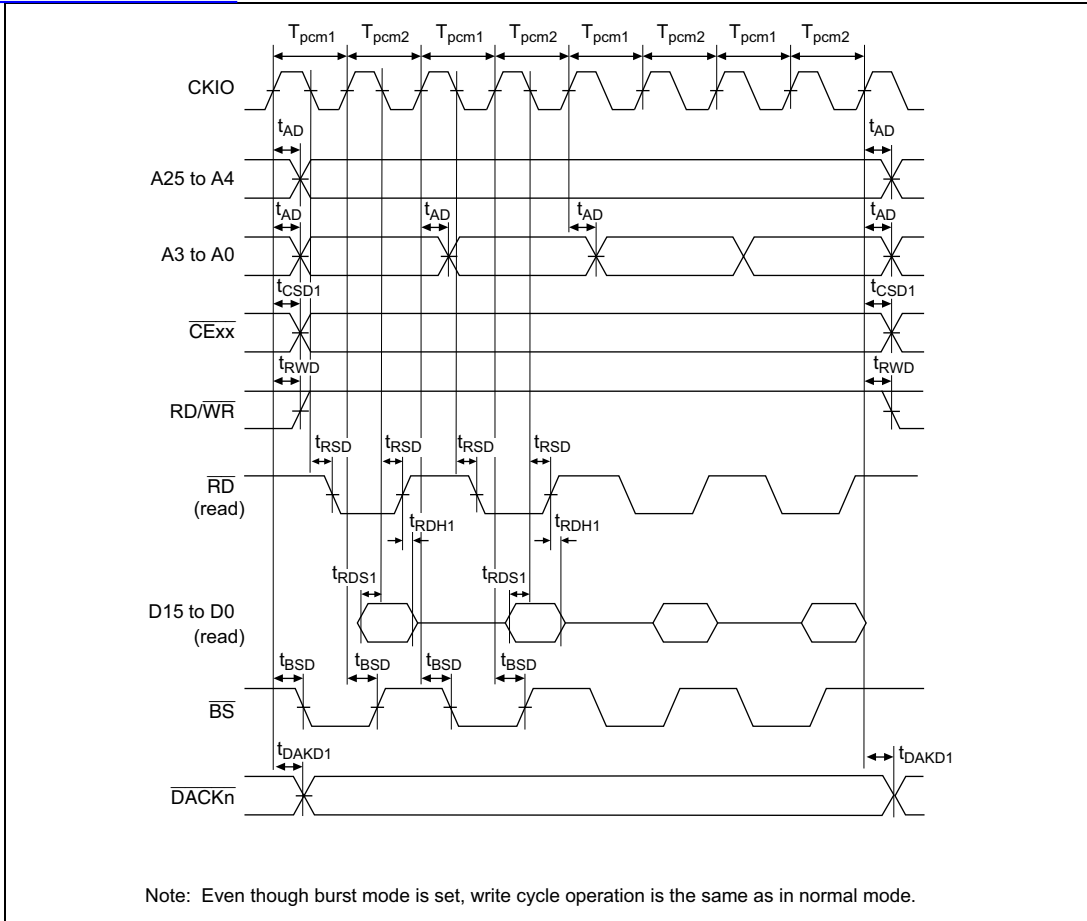 Tpcm1 Tpcm2 Tpcm1 Tpcm2 Tpcm1 Tpcm2 Tpcm1 Tpcm2
CKIO
tAD tAD
A25 to A4
tAD tAD tAD tAD
A3 to A0
tCSD1 tCSD1
CExx
tRWD tRWD
RD/WR
tRSD tRSD tRSD tRSD
RD
(read)
tRDH1 tRDH1
tRDS1 tRDS1
D15 to D0
(read)
tBSD tBSD tBSD tBSD
BS
tDAKD1 tDAKD1
DACKn
Note: Even though burst mode is set, write cycle operation is the same as in normal mode.